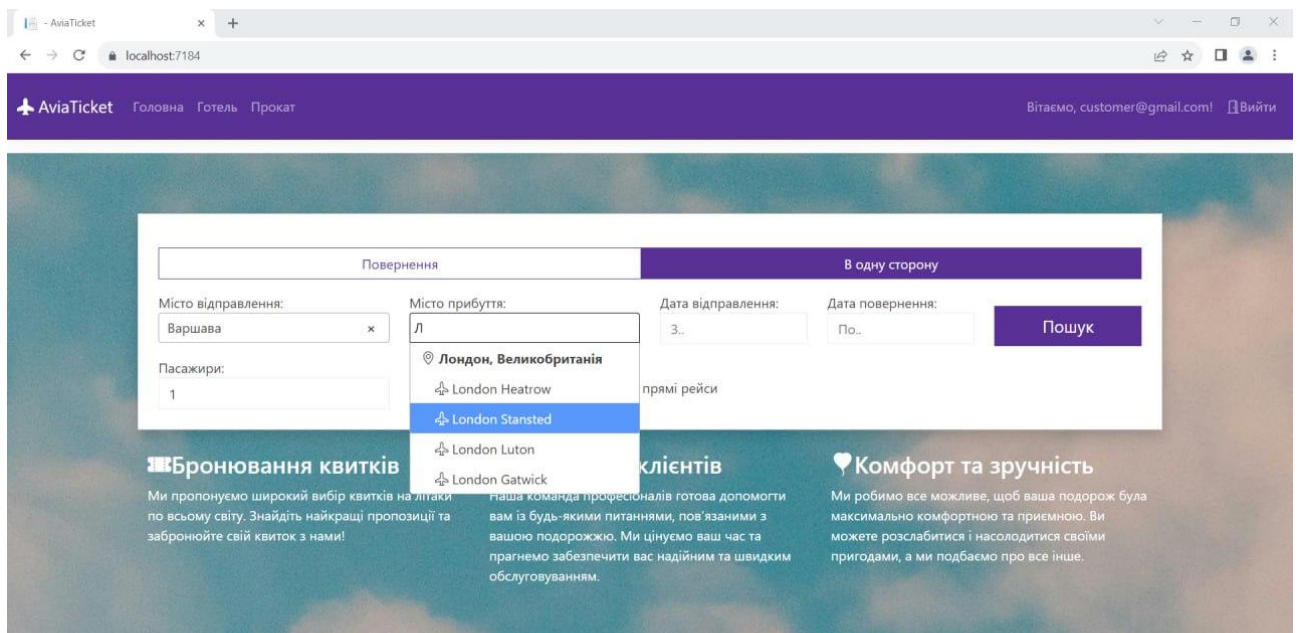 - AviaTicket
localhost:7184
AviaTicket Головна Готель Прокат Вітаємо, customer@gmail.com! Вийти
Повернення В одну сторону
Місто відправлення: Місто прибуття: Дата відправлення: Дата повернення:
Варшава Л З.. По.. Пошук
Лондон, Великобританія
Пасажири:
London Heatrow прямі рейси
1
London Stansted
London Luton
London Gatwick
Бронювання квитків
Ми пропонуємо широкий вибір квитків на літаки
по всьому світу. Знайдіть найкращі пропозиції та
забронюйте свій квиток з нами!
клієнтів
Наша команда професіоналів готова допомогти
вам із будь-якими питаннями, пов'язаними з
вашою подорожжю. Ми цінуємо ваш час та
прагнемо забезпечити вас надійним та швидким
обслуговуванням.
Комфорт та зручність
Ми робимо все можливе, щоб ваша подорож була
максимально комфортною та приємною. Ви
можете розслабитися і насолодитися своїми
пригодами, а ми подбаємо про все інше.